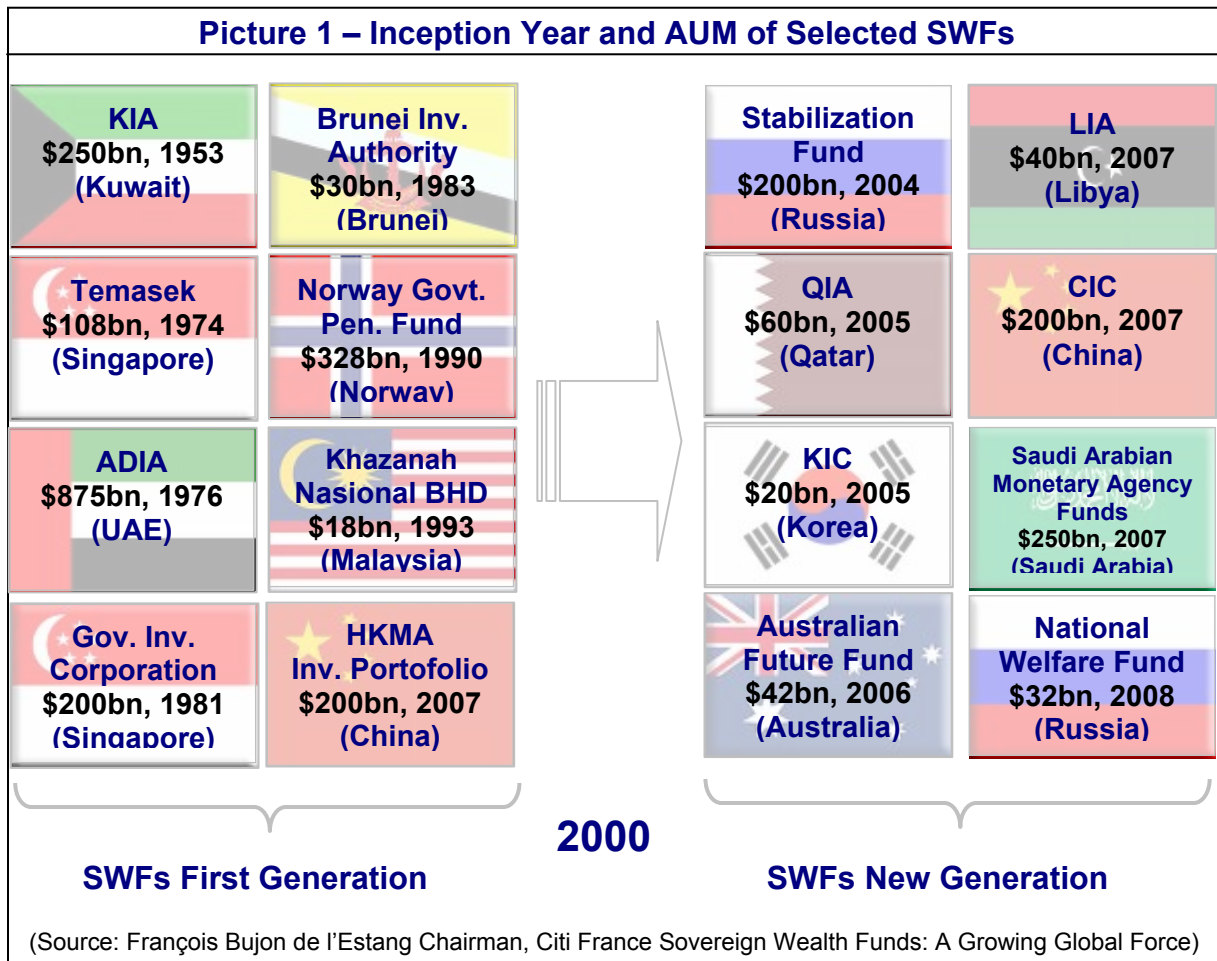 Picture 1 – Inception Year and AUM of Selected SWFs
KIA
$250bn, 1953
(Kuwait)
Brunei Inv.
Authority
$30bn, 1983
(Brunei)
Temasek
$108bn, 1974
(Singapore)
Norway Govt.
Pen. Fund
$328bn, 1990
(Norway)
ADIA
$875bn, 1976
(UAE)
Khazanah
Nasional BHD
$18bn, 1993
(Malaysia)
Gov. Inv.
Corporation
$200bn, 1981
(Singapore)
HKMA
Inv. Portofolio
$200bn, 2007
(China)
SWFs First Generation
2000
Stabilization
Fund
$200bn, 2004
(Russia)
LIA
$40bn, 2007
(Libya)
QIA
$60bn, 2005
(Qatar)
CIC
$200bn, 2007
(China)
KIC
$20bn, 2005
(Korea)
Saudi Arabian
Monetary Agency
Funds
$250bn, 2007
(Saudi Arabia)
Australian
Future Fund
$42bn, 2006
(Australia)
National
Welfare Fund
$32bn, 2008
(Russia)
SWFs New Generation
(Source: François Bujon de l’Estang Chairman, Citi France Sovereign Wealth Funds: A Growing Global Force)